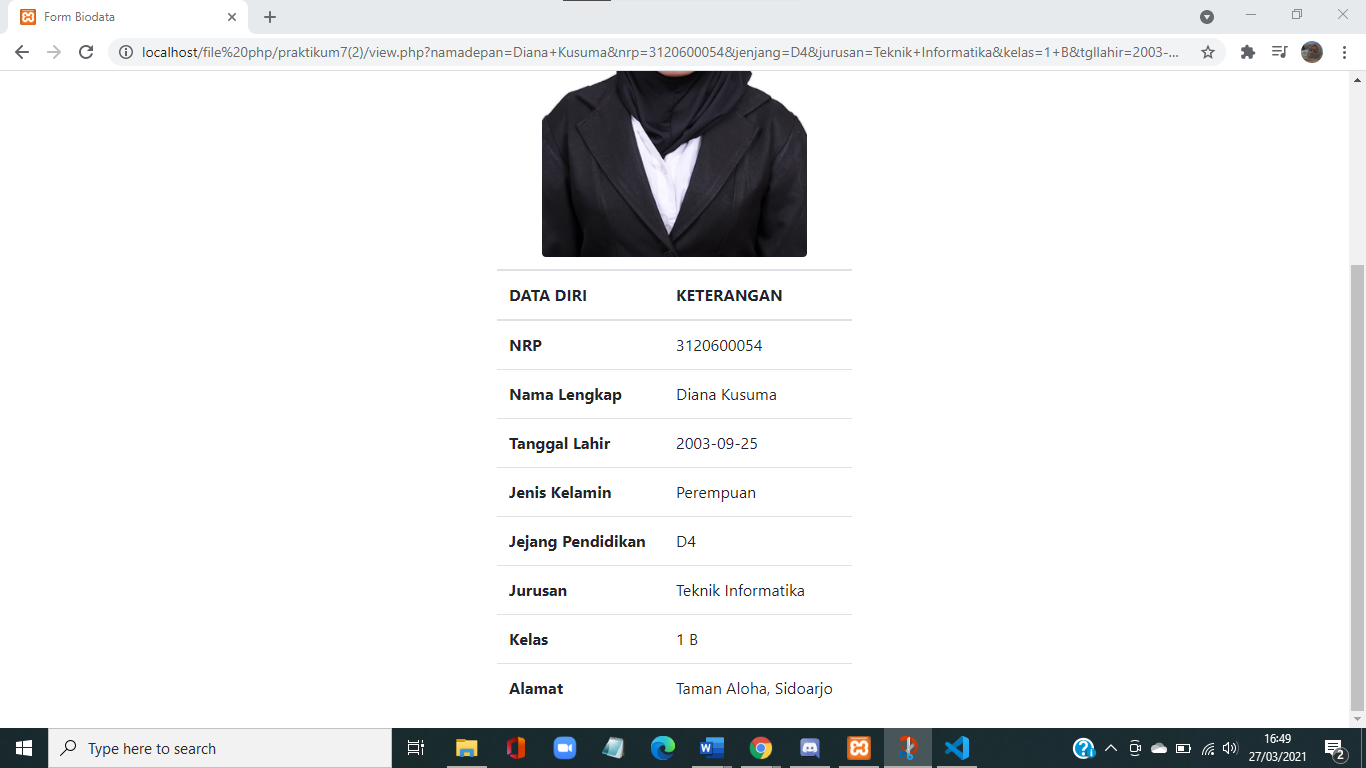 Form Biodata
localhost/file%20php/praktikum7(2)/view.php?namadepan=Diana+Kusuma&nrp=3120600054&jenjang=D4&jurusan=Teknik+Informatika&kelas=1+B&tgllahir=2003-...
DATA DIRI KETERANGAN
NRP 3120600054
Nama Lengkap Diana Kusuma
Tanggal Lahir 2003-09-25
Jenis Kelamin Perempuan
Jejang Pendidikan D4
Jurusan Teknik Informatika
Kelas 1 B
Alamat Taman Aloha, Sidoarjo
Type here to search
16:49
27/03/2021
2